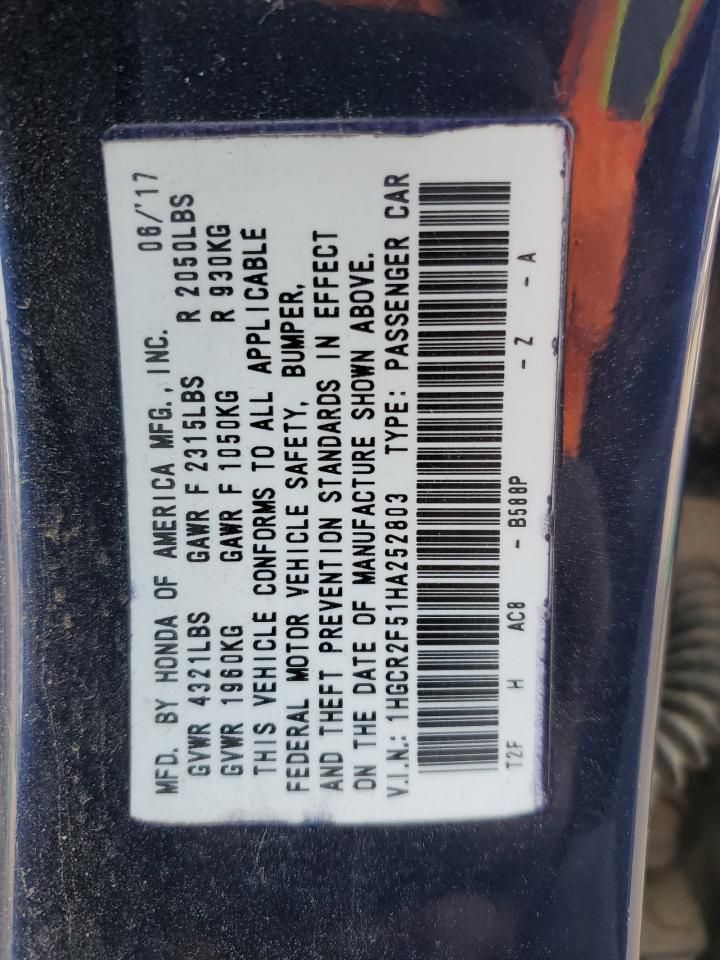 MFD. BY HONDA OF AMERICA MFG., INC. 06/'17
GVWR 4321LBS GAWR F 2315LBS R 2050LBS
GVWR 1960KG GAWR F 1050KG R 930KG
THIS VEHICLE CONFORMS TO ALL APPLICABLE
FEDERAL MOTOR VEHICLE SAFETY, BUMPER,
AND THEFT PREVENTION STANDARDS IN EFFECT
ON THE DATE OF MANUFACTURE SHOWN ABOVE.
V.I.N.: 1HGCR2F51HA252803 TYPE: PASSENGER CAR
T2F H AC8 - B588P - Z - A